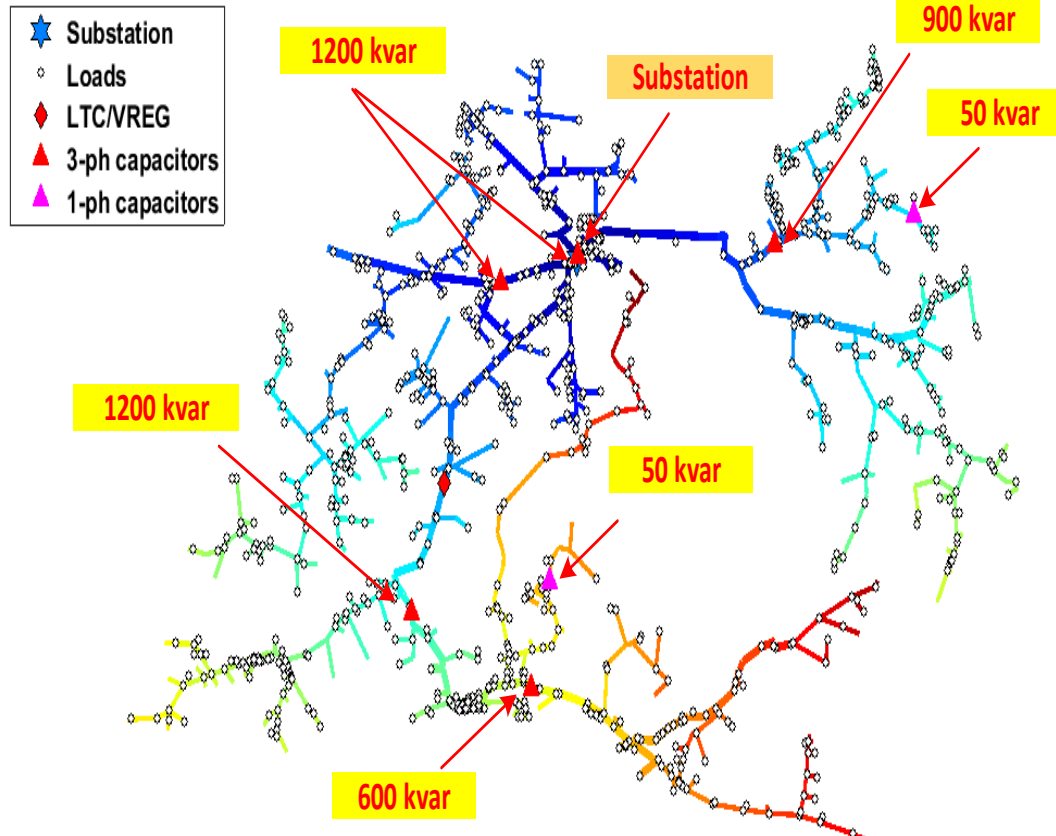 Substation
Loads
LTC/VREG
3-ph capacitors
1-ph capacitors
1200 kvar
Substation
900 kvar
50 kvar
1200 kvar
50 kvar
600 kvar